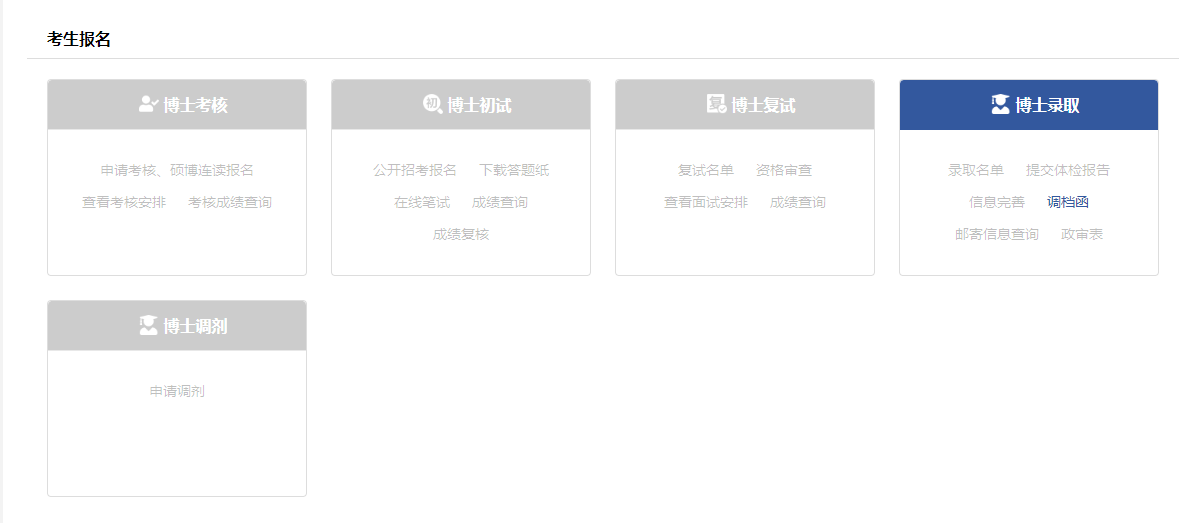 考生报名
博士考核
申请考核、硕博连读报名
查看考核安排 考核成绩查询
博士初试
公开招考报名 下载答题纸
在线笔试 成绩查询
成绩复核
博士复试
复试名单 资格审查
查看面试安排 成绩查询
博士录取
录取名单 提交体检报告
信息完善 调档函
邮寄信息查询 政审表
博士调剂
申请调剂